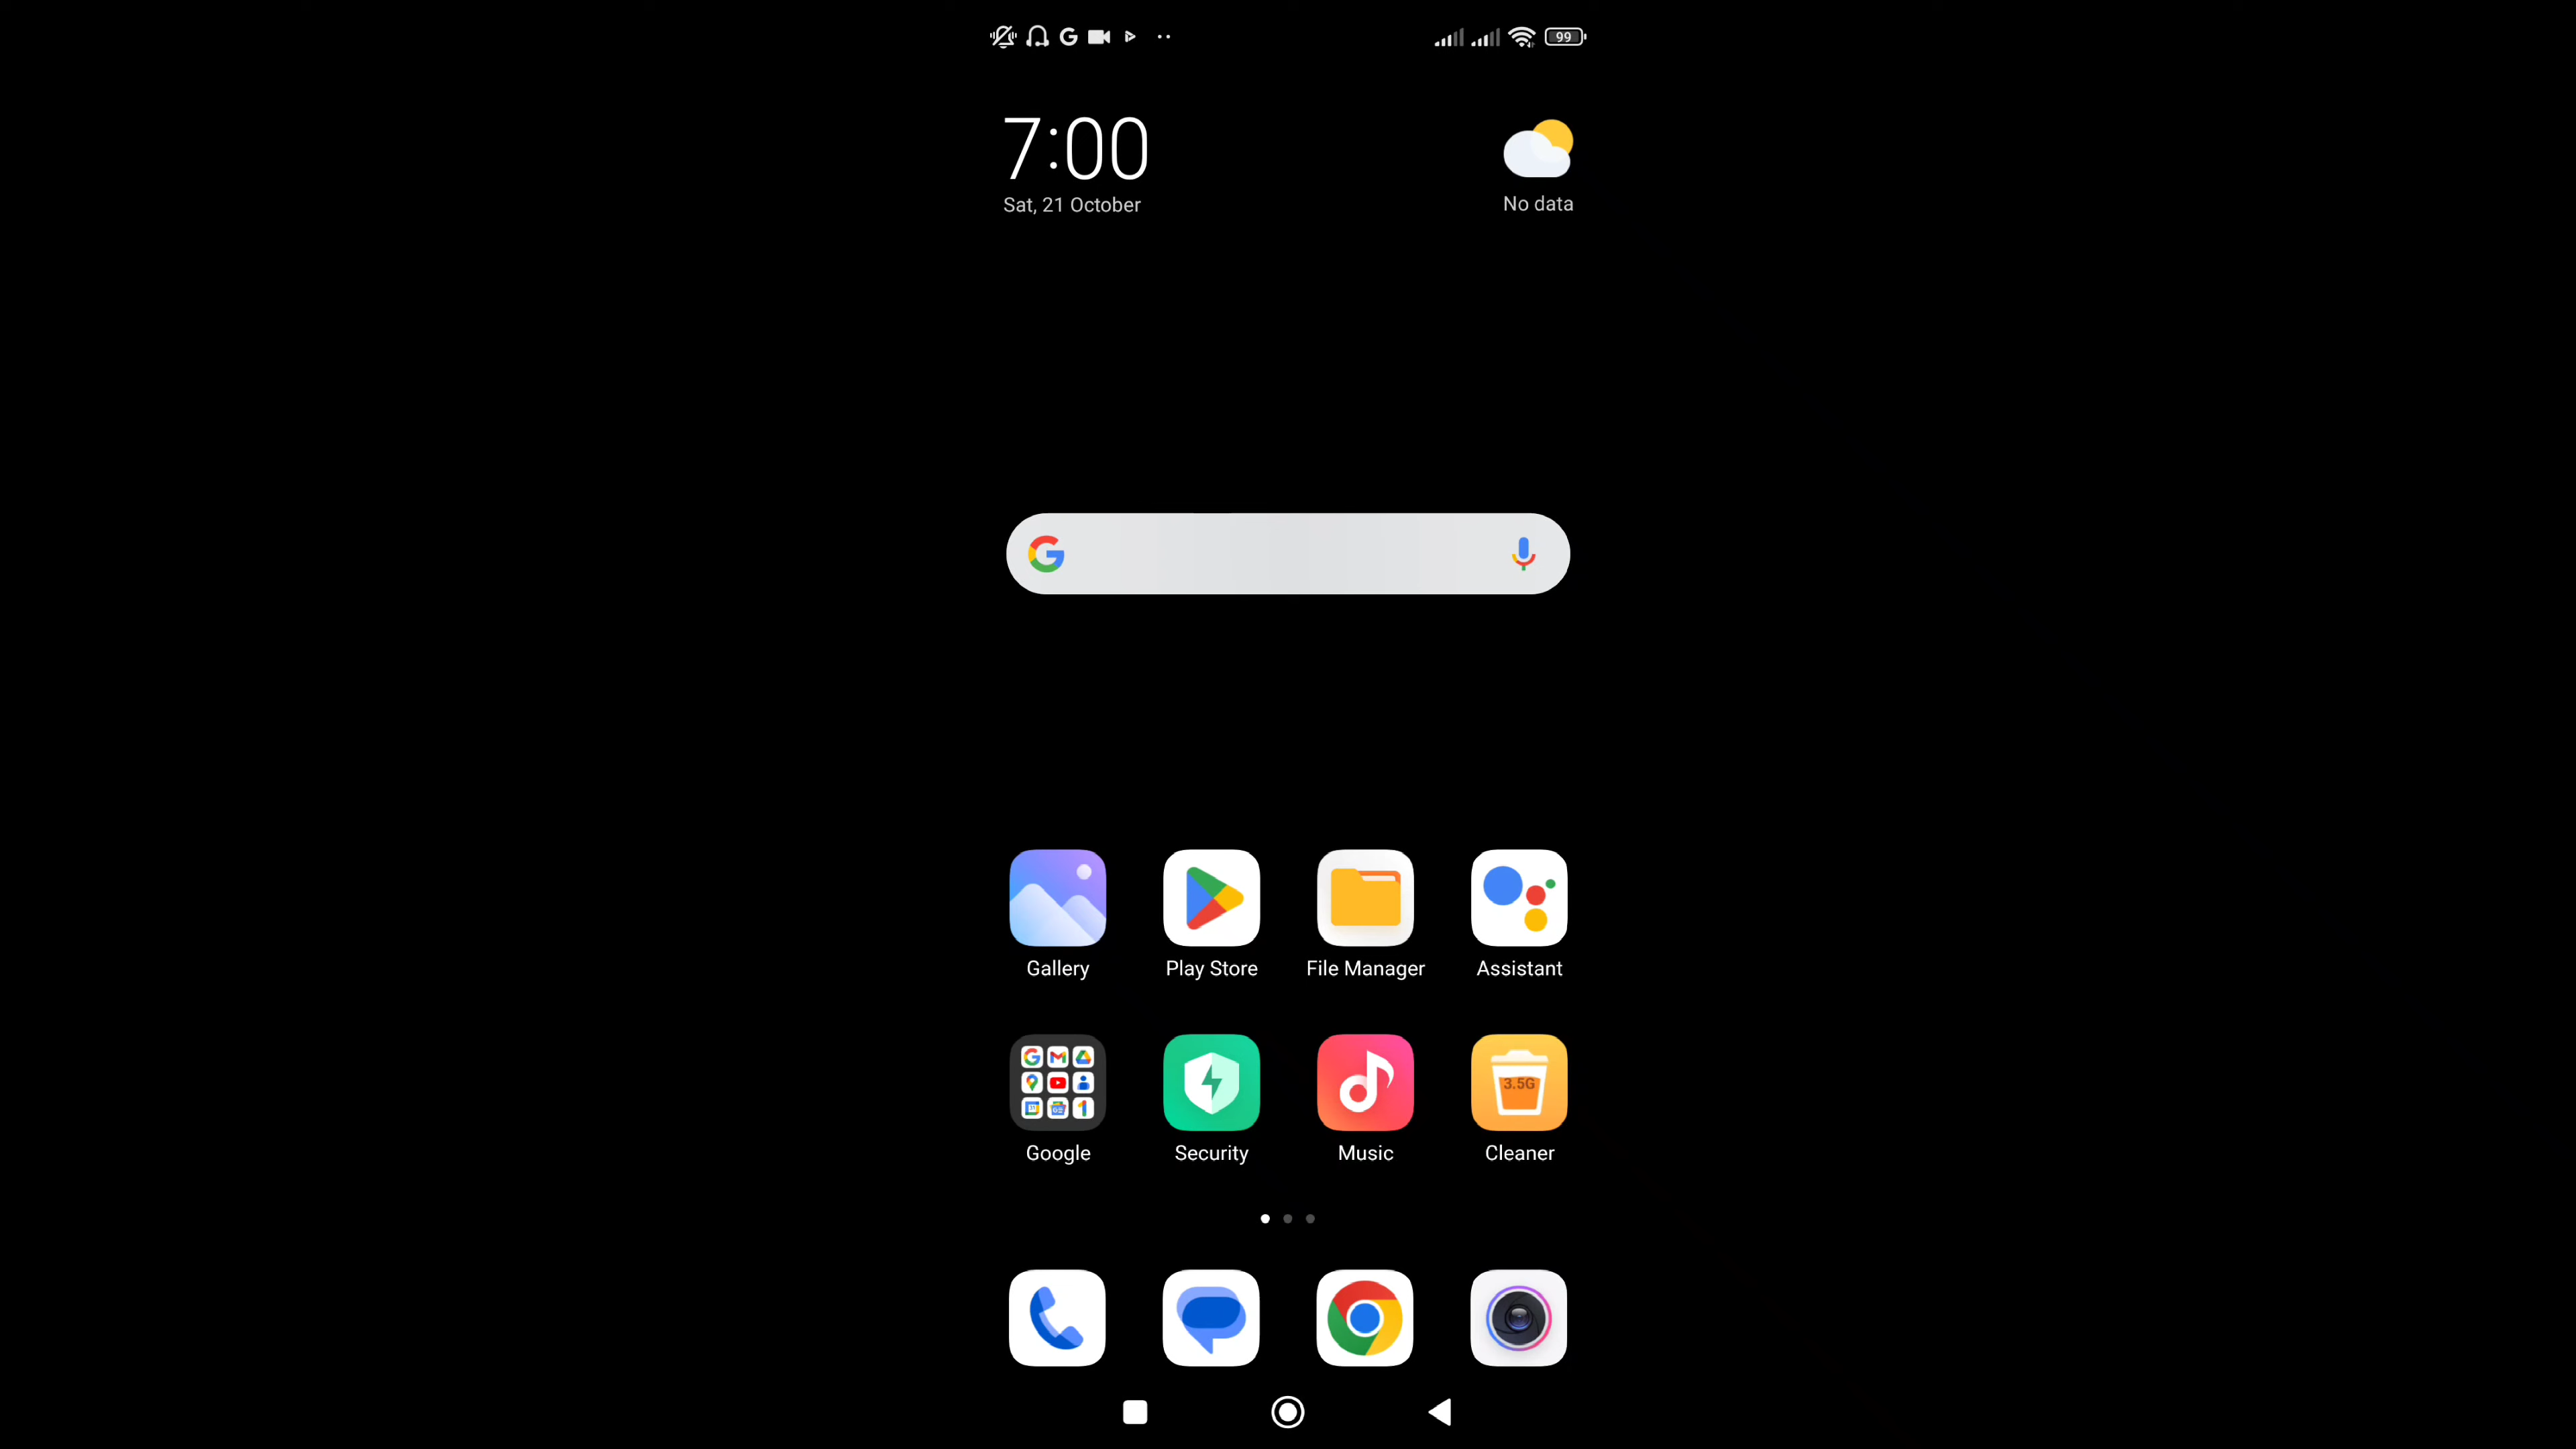 99
7:00
Sat, 21 October
No data
Gallery
Play Store
File Manager
Assistant
3.5G
Google
Security
Music
Cleaner